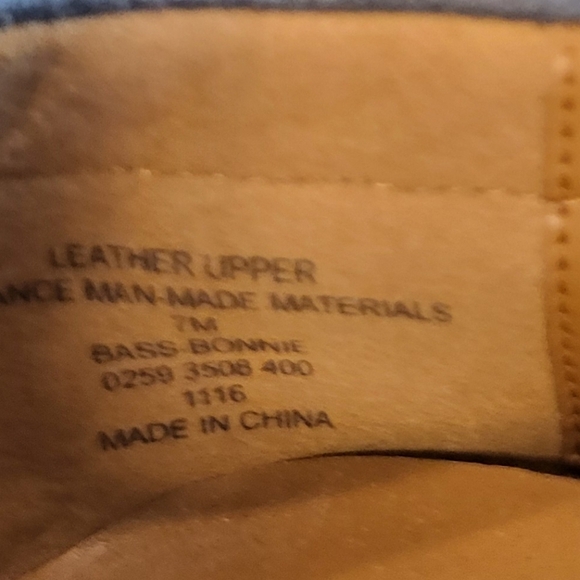 LEATHER UPPER
ANCE MAN-MADE MATERIALS
7M
BASS-BONNIE
0259 3508 400
1116
MADE IN CHINA